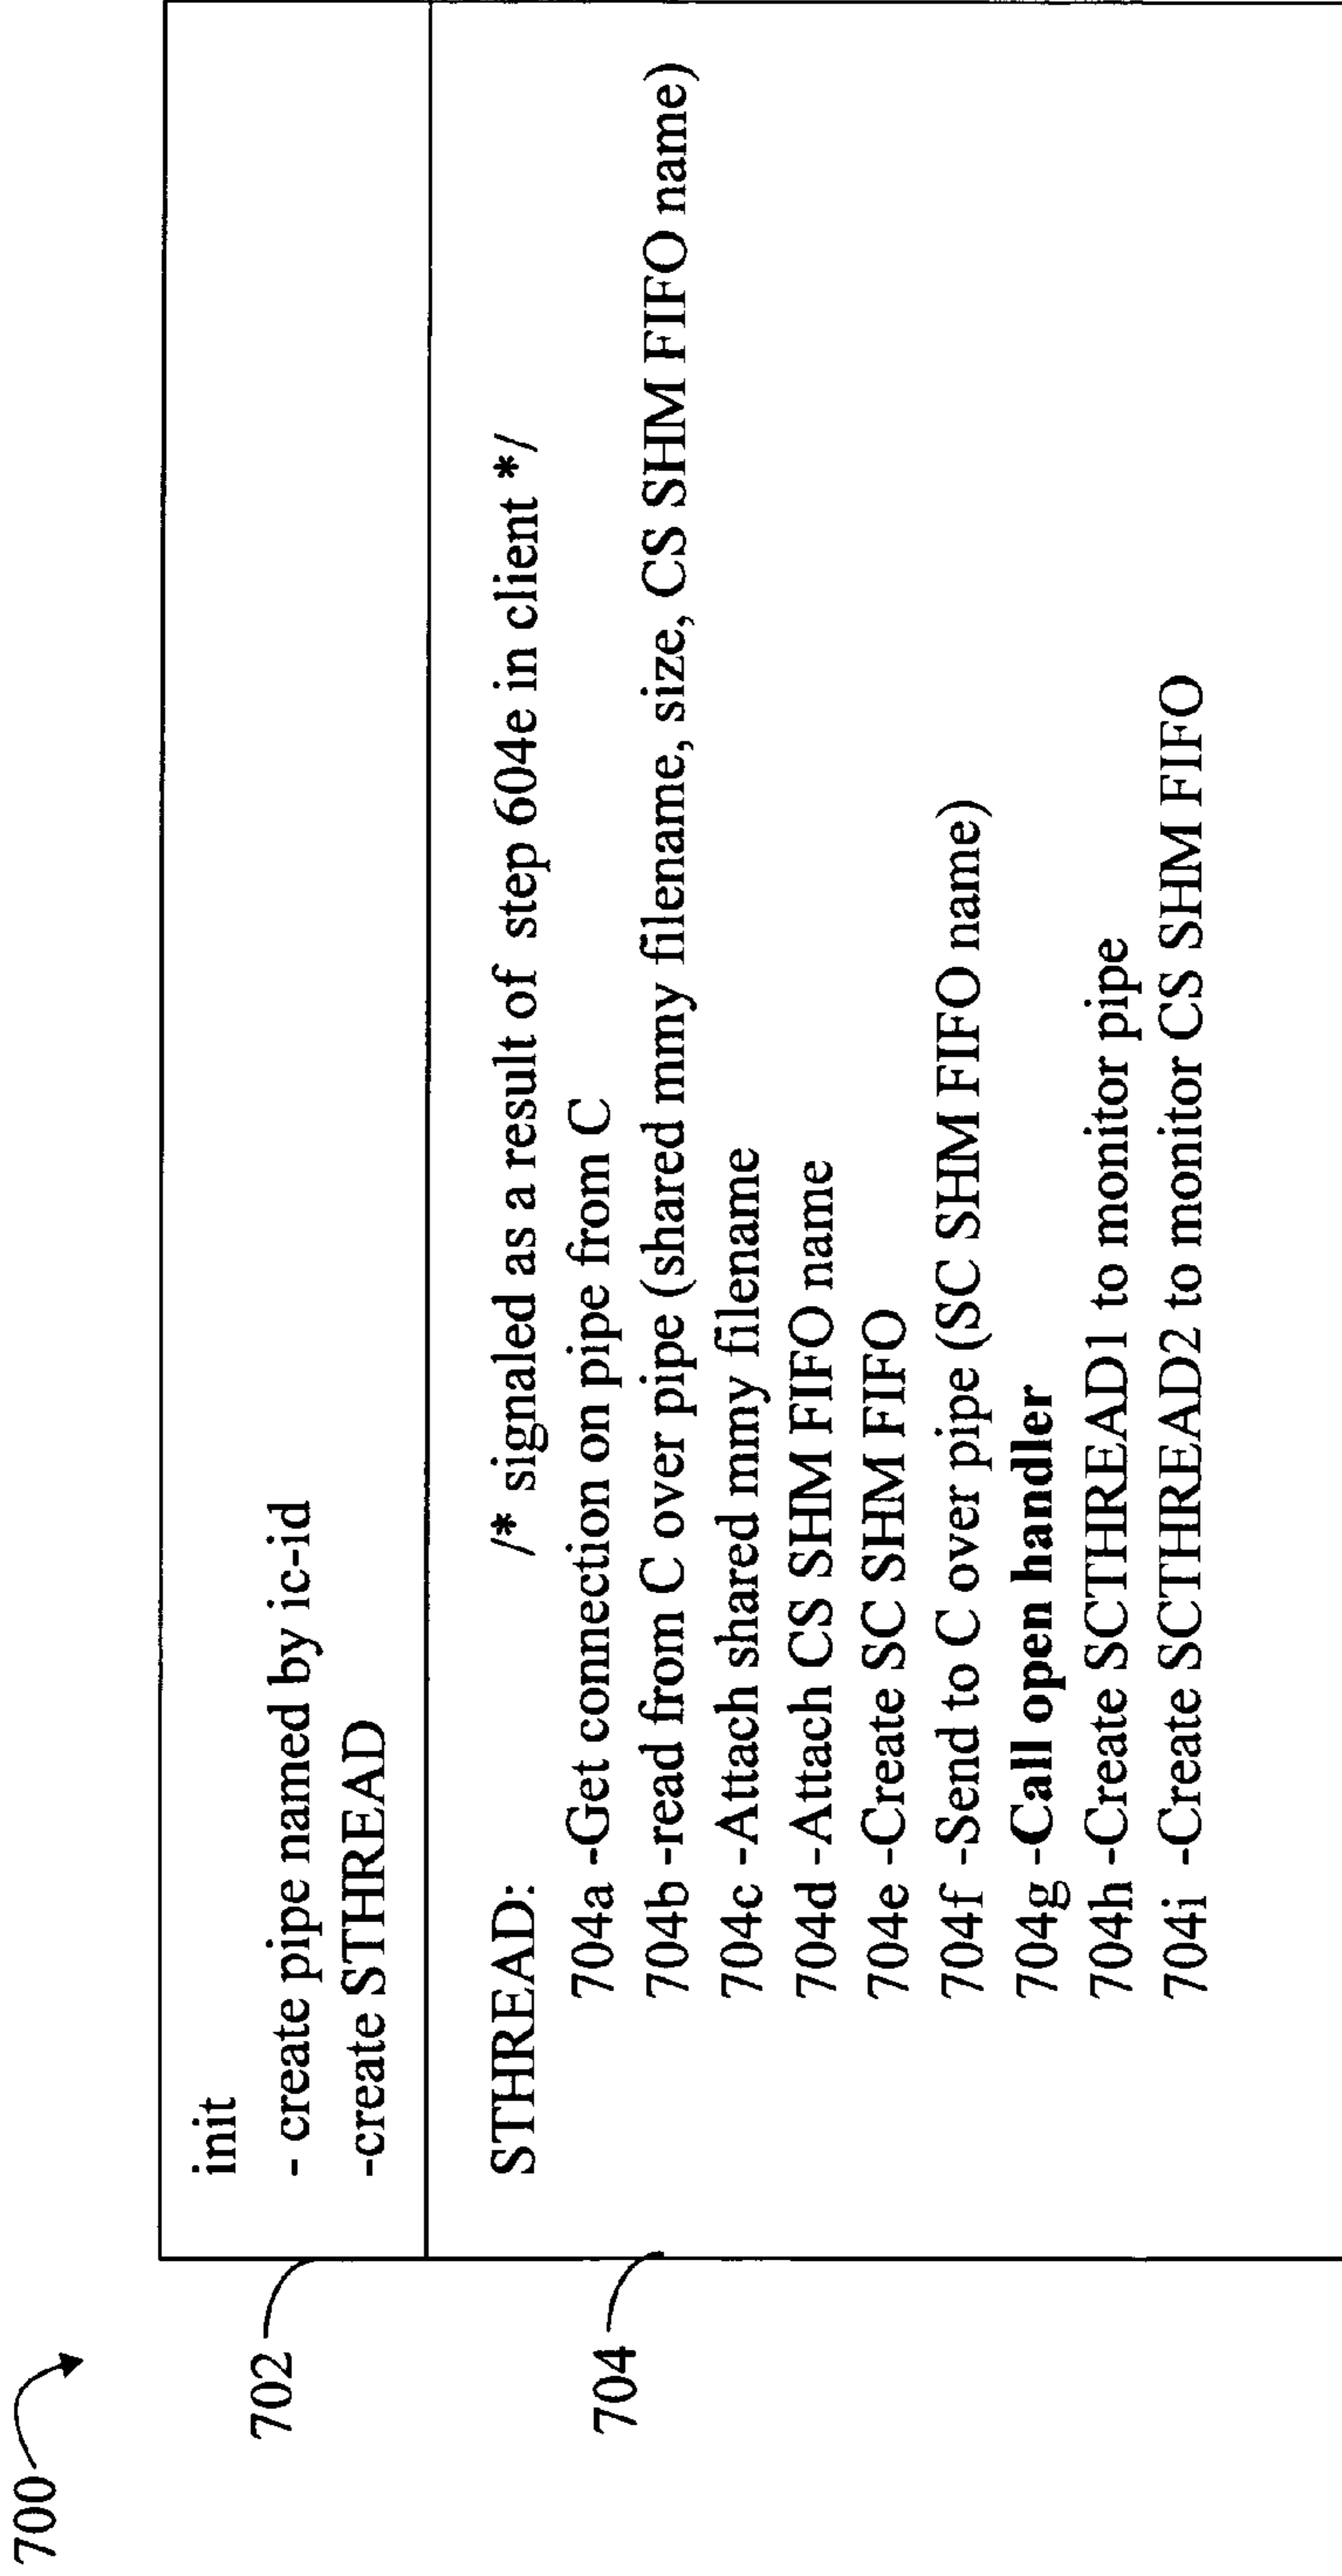 700
702
init
- create pipe named by ic-id
-create STHREAD
704
STHREAD:
/* signaled as a result of step 604e in client */
704a -Get connection on pipe from C
704b -read from C over pipe (shared mmy filename, size, CS SHM FIFO name)
704c -Attach shared mmy filename
704d -Attach CS SHM FIFO name
704e -Create SC SHM FIFO
704f -Send to C over pipe (SC SHM FIFO name)
704g -Call open handler
704h -Create SCTHREAD1 to monitor pipe
704i -Create SCTHREAD2 to monitor CS SHM FIFO